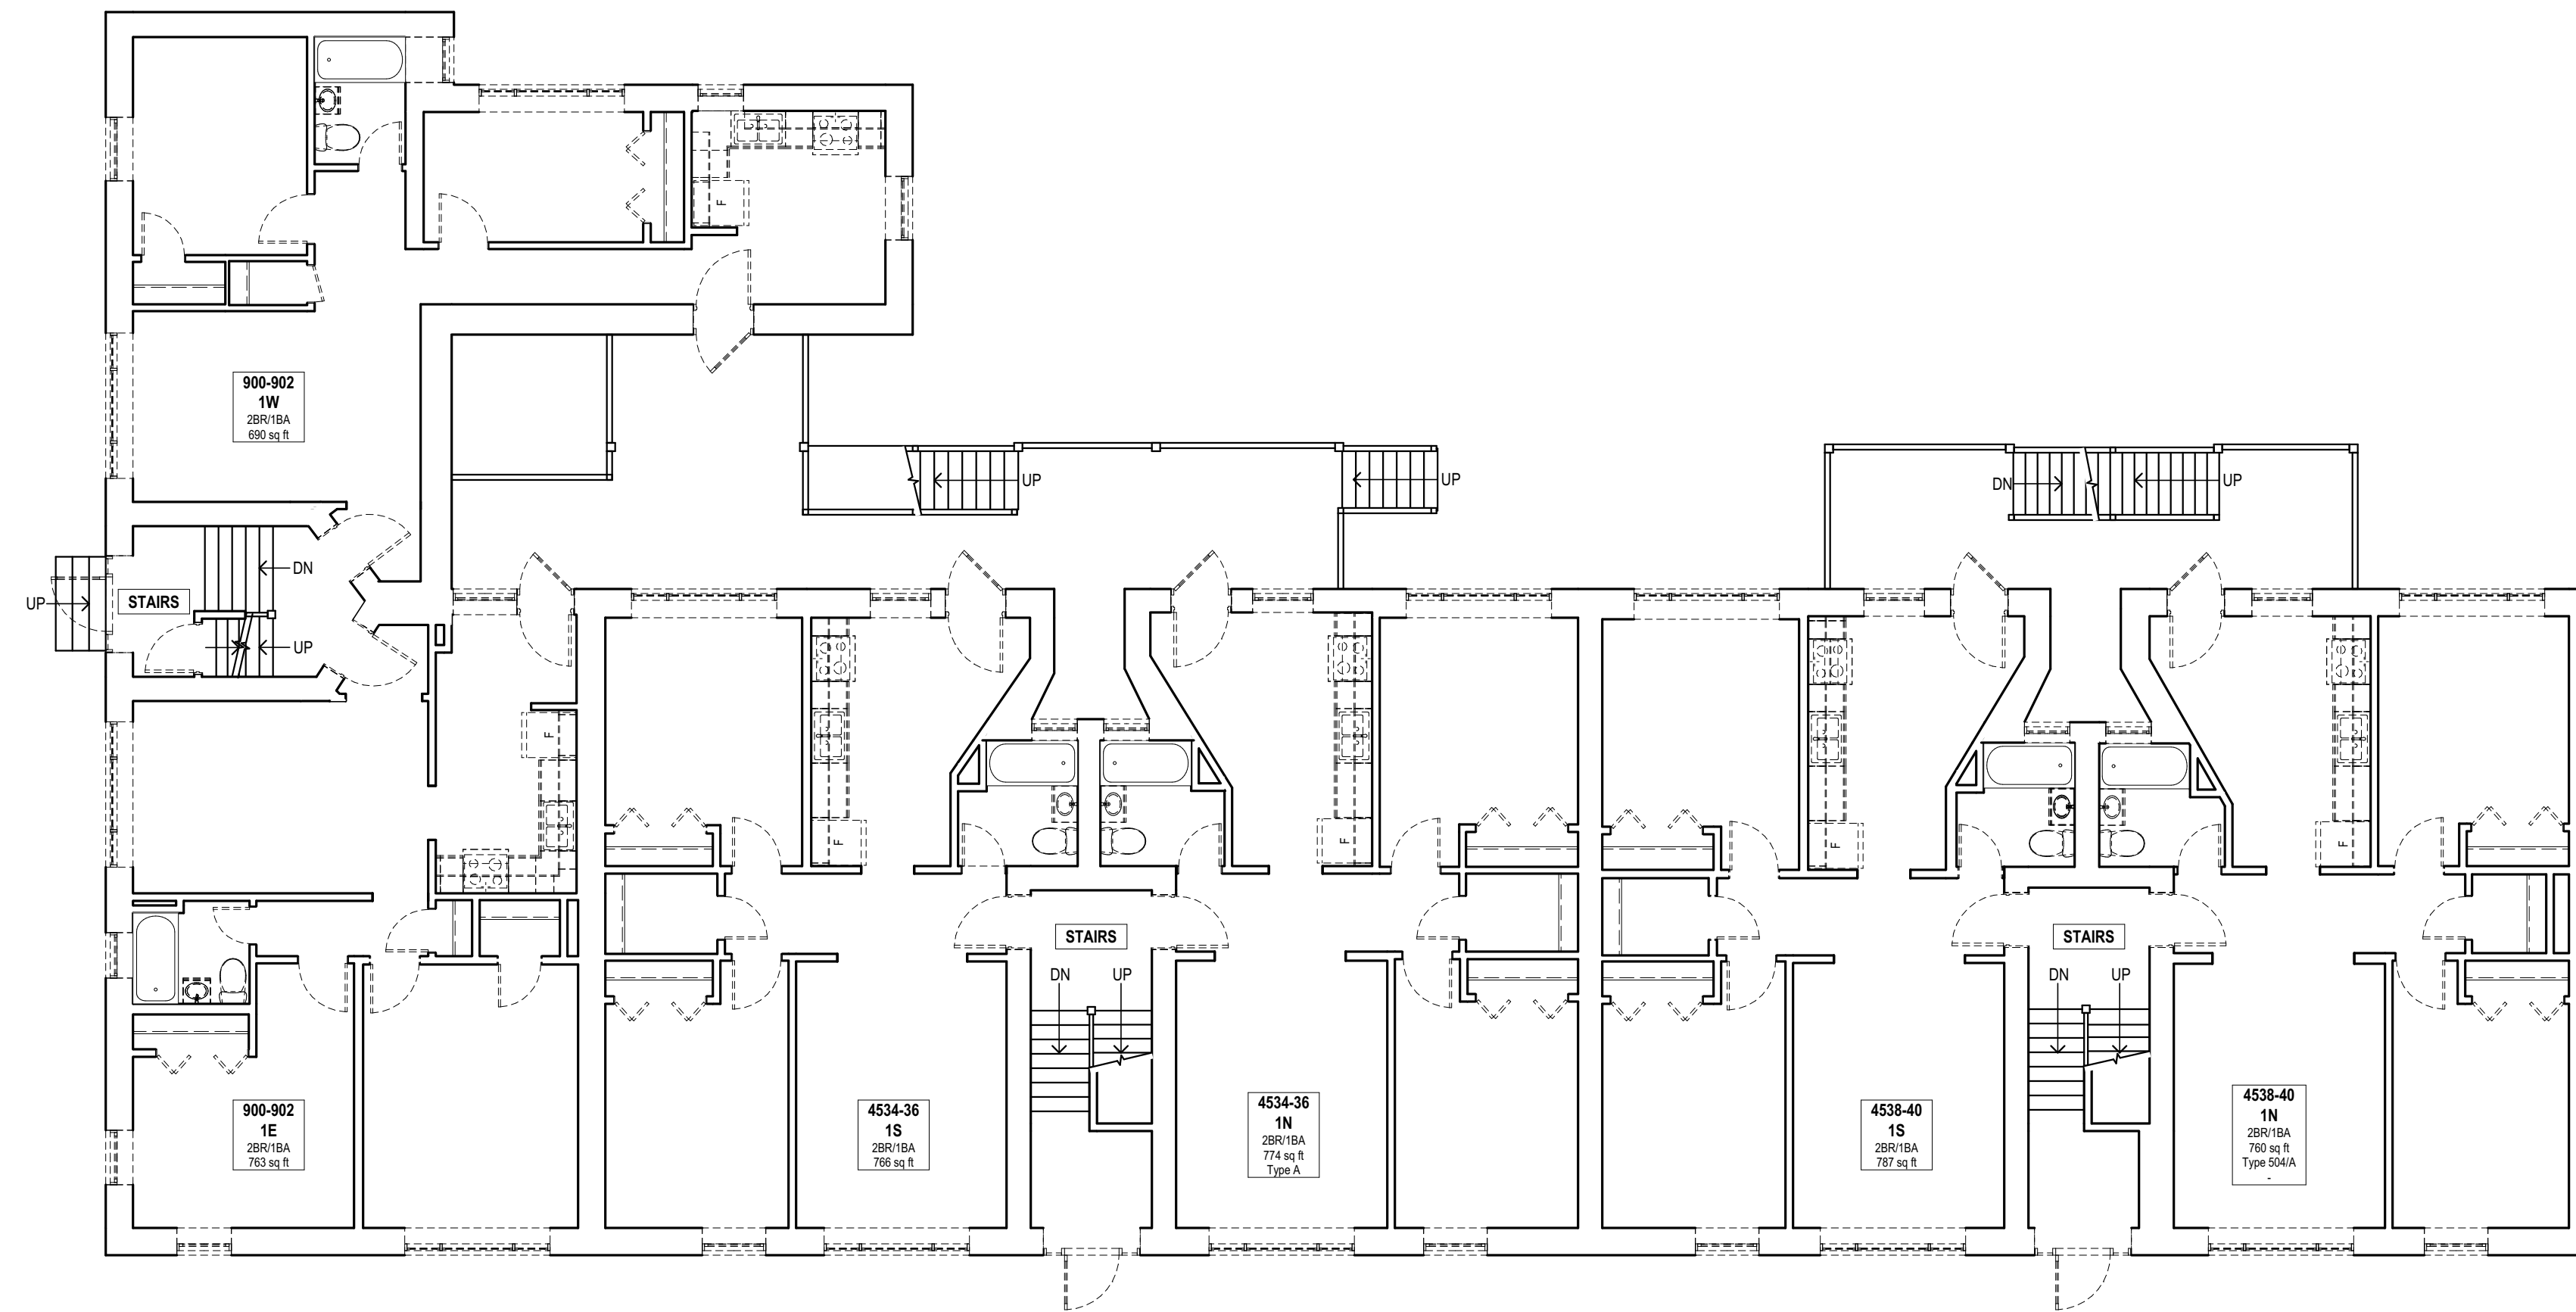 F
900-902
1W
2BR/1BA
690 sq ft
UP
UP
DN
UP
DN
STAIRS
UP
UP
F
F
F
F
F
STAIRS
DN
UP
STAIRS
DN
UP
900-902
1E
2BR/1BA
763 sq ft
4534-36
1S
2BR/1BA
766 sq ft
4534-36
1N
2BR/1BA
774 sq ft
Type A
4538-40
1S
2BR/1BA
787 sq ft
4538-40
1N
2BR/1BA
760 sq ft
Type 504/A
-